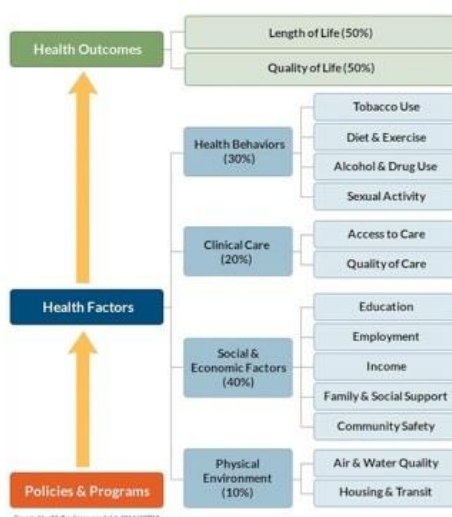 Health Outcomes
Length of Life (50%)
Quality of Life (50%)
Health Behaviors
(30%)
Tobacco Use
Diet & Exercise
Alcohol & Drug Use
Sexual Activity
Clinical Care
(20%)
Access to Care
Quality of Care
Health Factors
Social &
Economic Factors
(40%)
Education
Employment
Income
Family & Social Support
Community Safety
Physical
Environment
(10%)
Air & Water Quality
Housing & Transit
Policies & Programs